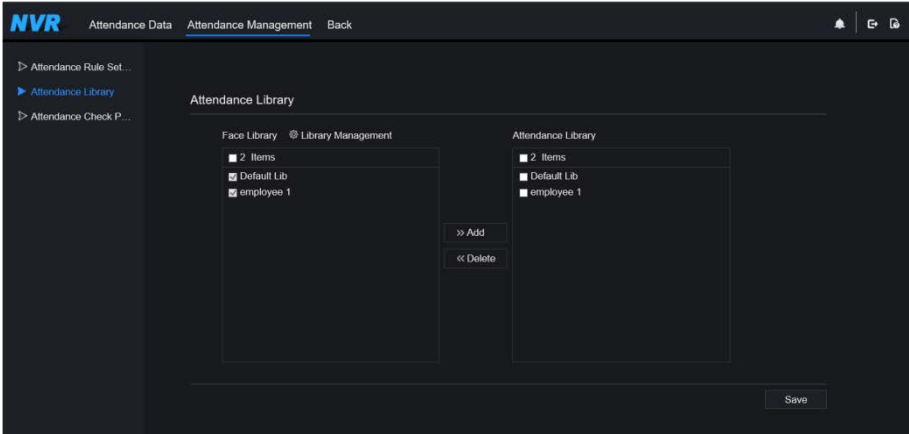 NVR Attendance Data Attendance Management Back
Attendance Rule Set...
Attendance Library
Attendance Check P...
Attendance Library
Face Library Library Management
2 Items
Default Lib
employee 1
>> Add
<< Delete
Attendance Library
2 Items
Default Lib
employee 1
Save